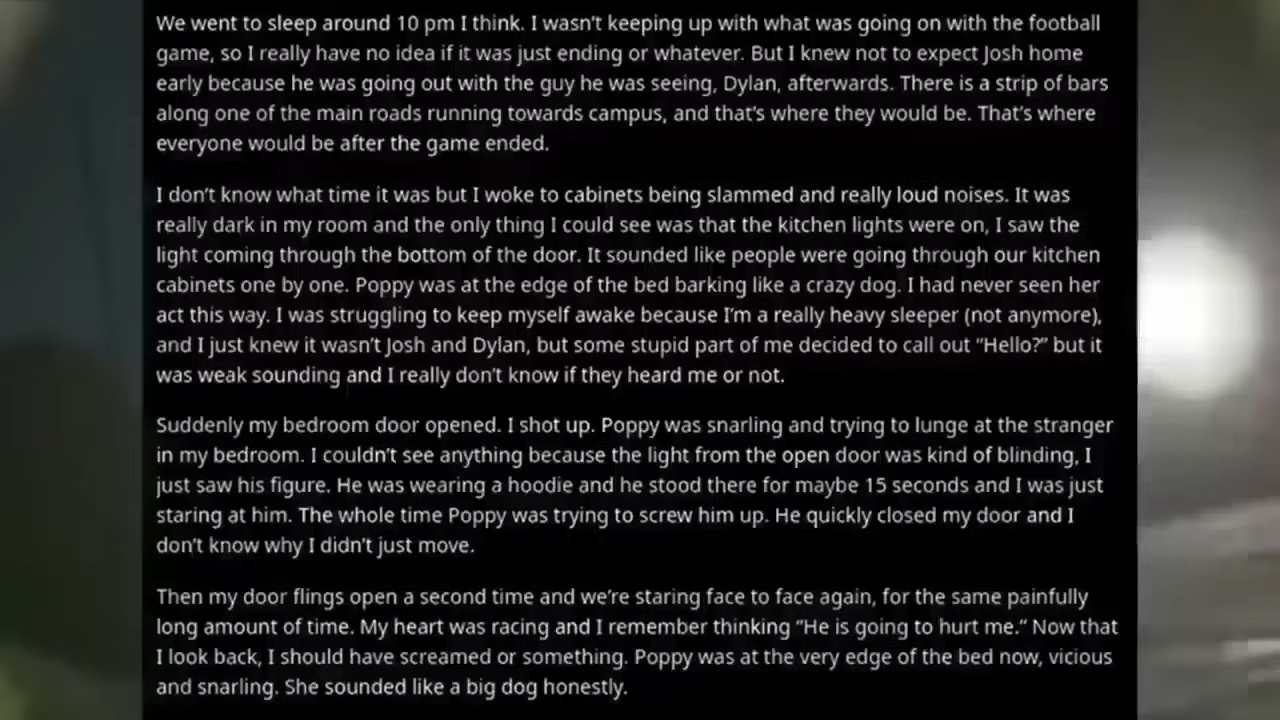 We went to sleep around 10 pm I think. I wasn’t keeping up with what was going on with the football
game, so I really have no idea if it was just ending or whatever. But I knew not to expect Josh home
early because he was going out with the guy he was seeing, Dylan, afterwards. There is a strip of bars
along one of the main roads running towards campus, and that’s where they would be. That’s where
everyone would be after the game ended.
I don’t know what time it was but I woke to cabinets being slammed and really loud noises. It was
really dark in my room and the only thing I could see was that the kitchen lights were on, I saw the
light coming through the bottom of the door. It sounded like people were going through our kitchen
cabinets one by one. Poppy was at the edge of the bed barking like a crazy dog. I had never seen her
act this way. I was struggling to keep myself awake because I’m a really heavy sleeper (not anymore),
and I just knew it wasn’t Josh and Dylan, but some stupid part of me decided to call out “Hello?” but it
was weak sounding and I really don’t know if they heard me or not.
Suddenly my bedroom door opened. I shot up. Poppy was snarling and trying to lunge at the stranger
in my bedroom. I couldn’t see anything because the light from the open door was kind of blinding, I
just saw his figure. He was wearing a hoodie and he stood there for maybe 15 seconds and I was just
staring at him. The whole time Poppy was trying to screw him up. He quickly closed my door and I
don’t know why I didn’t just move.
Then my door flings open a second time and we’re staring face to face again, for the same painfully
long amount of time. My heart was racing and I remember thinking “He is going to hurt me.” Now that
I look back, I should have screamed or something. Poppy was at the very edge of the bed now, vicious
and snarling. She sounded like a big dog honestly.